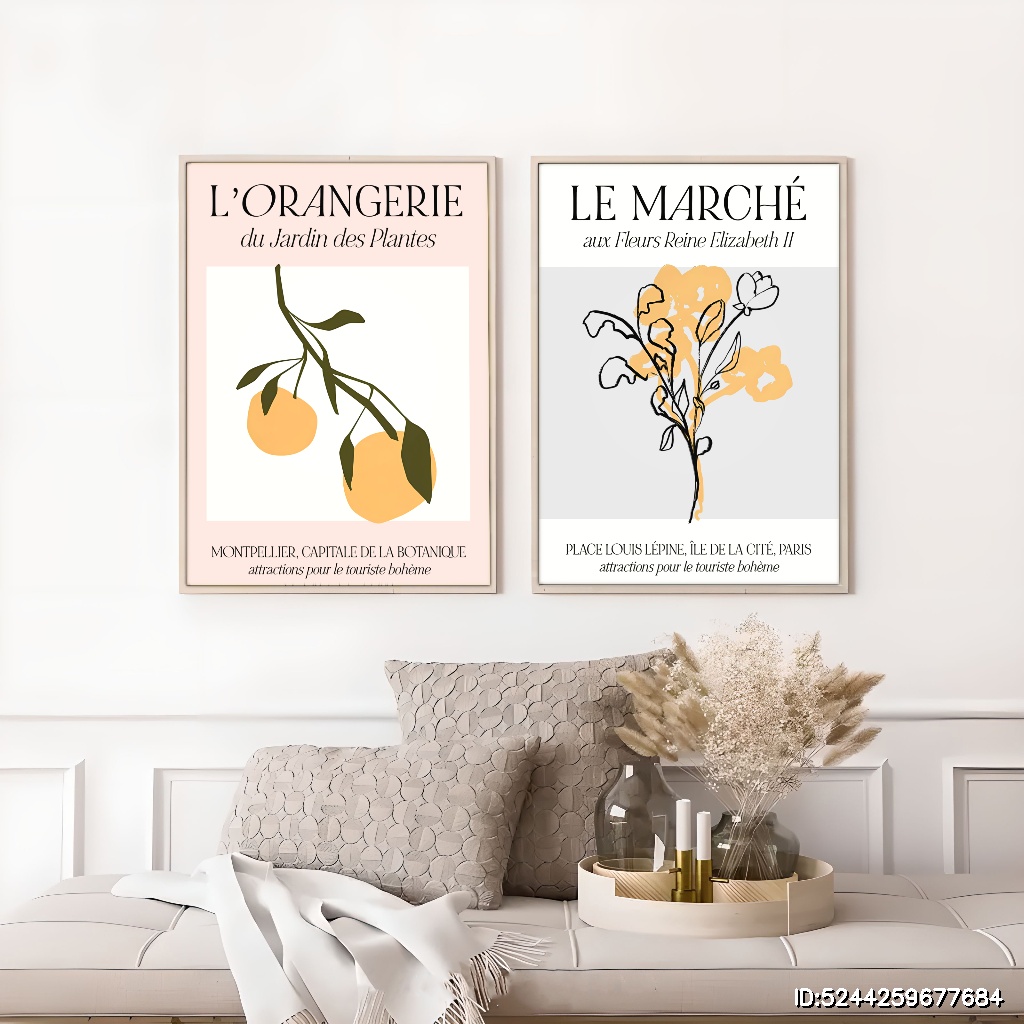 L'ORANGERIE
du Jardin des Plantes
MONTPELLIER, CAPITALE DE LA BOTANIQUE
attractions pour le touriste bohème
LE MARCHÉ
aux Fleurs Reine Elizabeth II
PLACE LOUIS LÉPINE, ÎLE DE LA CITÉ, PARIS
attractions pour le touriste bohème
ID:5244259677684